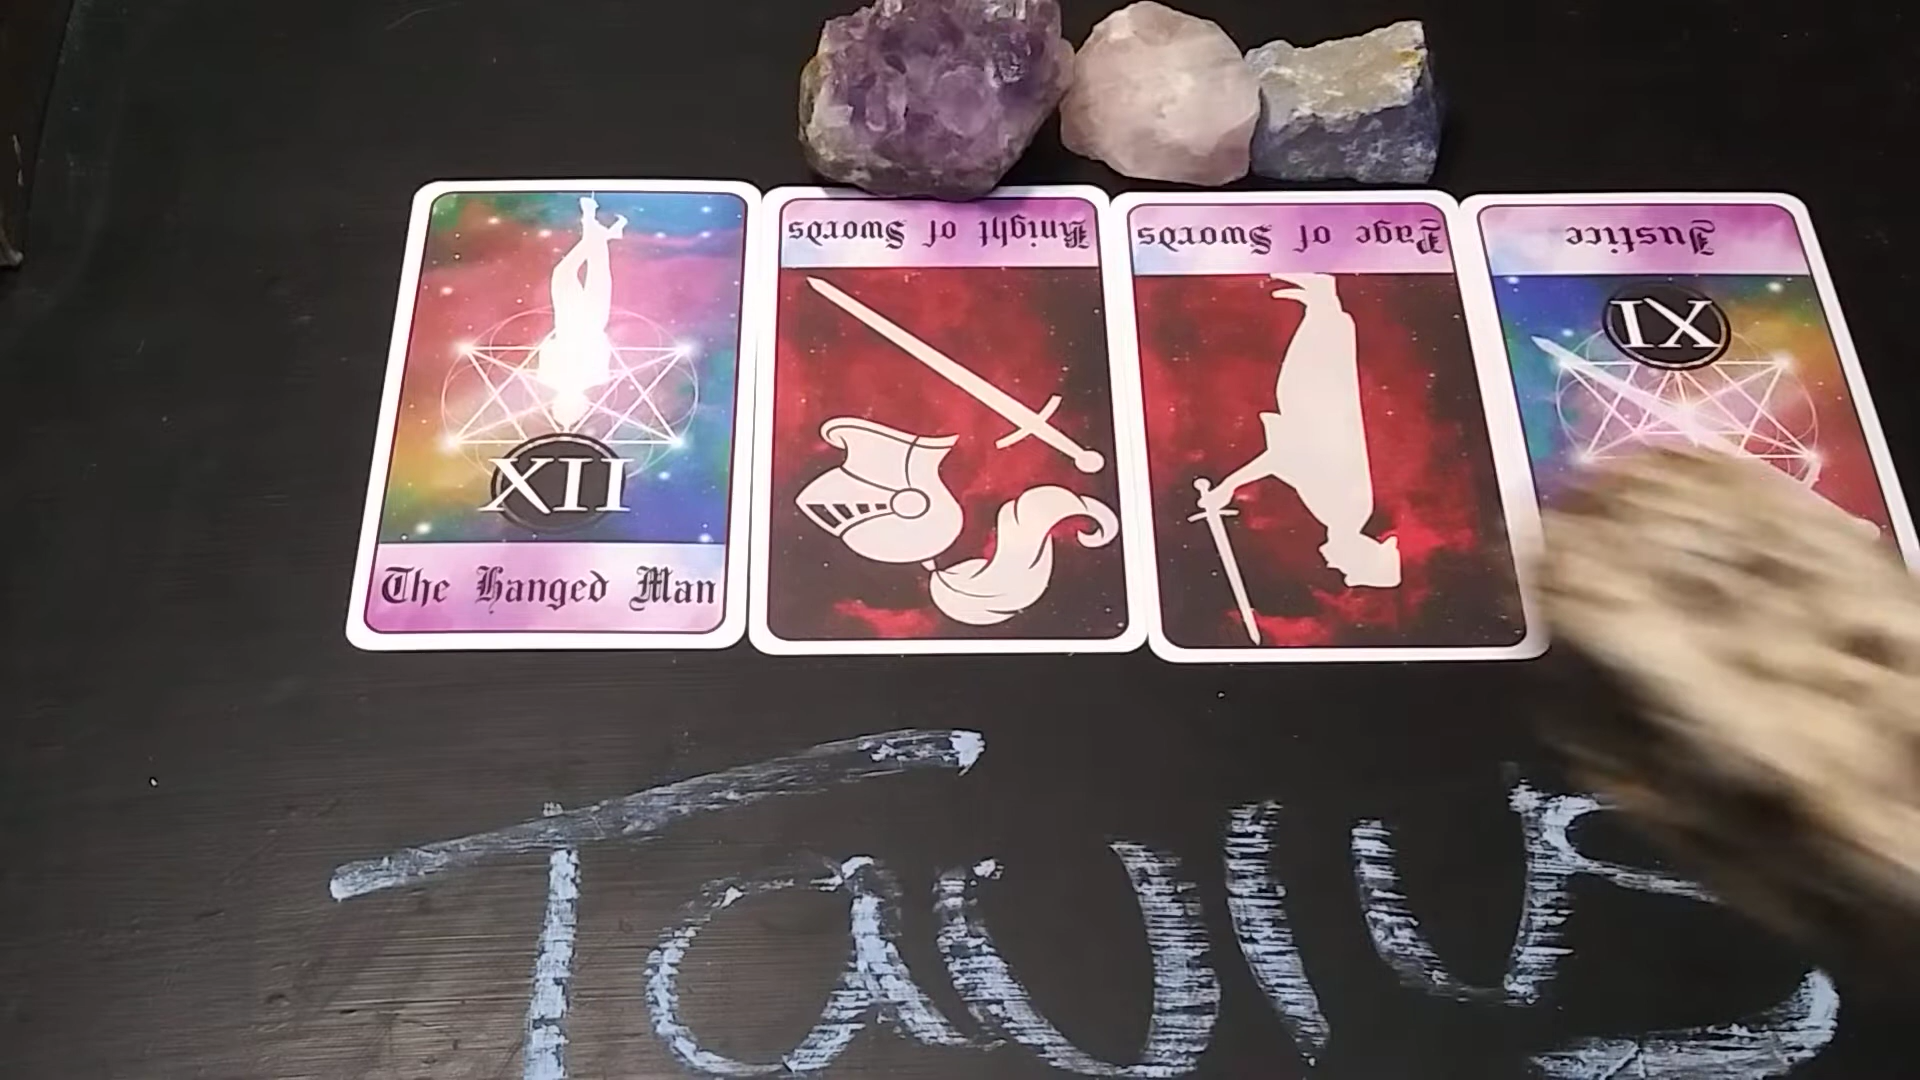 Knight of Swords
Page of Swords
Justice
XI
XII
The Hanged Man
Taurus